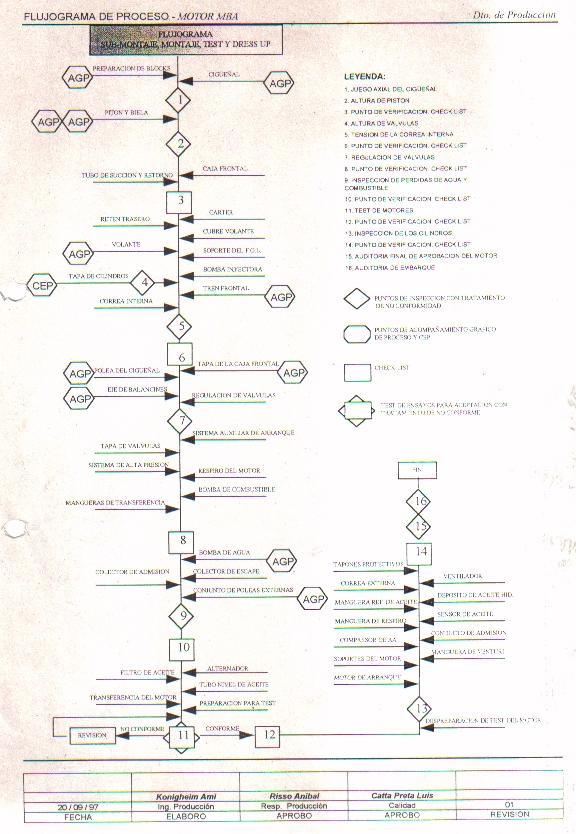 FLUJOGRAMA DE PROCESO - MOTOR MBA
Dto. de Producción
FLUJOGRAMA
SUB-MONTAJE, MONTAJE, TEST Y DRESS UP
PREPARACION DE BLOCKS
AGP
CIGUEÑAL
AGP
1
PIJON Y BIELA
AGP AGP
2
CAJA FRONTAL
TUBO DE SUCCION Y RETORNO
3
CARTER
RETEN TRASERO
CUBRE VOLANTE
VOLANTE
AGP
SOPORTE DEL
BOMBA INYECTORA
TAPA DE CILINDROS
CEP
4
TREN FRONTAL
AGP
CORREA INTERNA
5
6
TAPA DE LA CAJA FRONTAL
AGP
POLEA DEL CIGUEÑAL
AGP
EJE DE BALANCINES
AGP
REGULACION DE VALVULAS
7
SISTEMA AUXILIAR DE ARRANQUE
TAPA DE VALVULAS
SISTEMA DE ALTA PRESION
RESPIRO DEL MOTOR
BOMBA DE COMBUSTIBLE
MANGUERAS DE TRANSFERENCIA
8
BOMBA DE AGUA
AGP
COLECTOR DE ADMISION
COLECTOR DE ESCAPE
CONJUNTO DE POLEAS EXTERNAS
AGP
9
10
FILTRO DE ACEITE
ALTERNADOR
TUBO NIVEL DE ACEITE
TRANSFERENCIA DEL MOTOR
PREPARACION PARA TEST
REVISION
NO CONFORME
11
CONFORME
12
LEYENDA:
1. JUEGO AXIAL DEL CIGÜEÑAL
2. ALTURA DE PISTON
3. PUNTO DE VERIFICACION. CHECK LIST
4. ALTURA DE VALVULAS
5. TENSION DE LA CORREA INTERNA
6. PUNTO DE VERIFICACION. CHECK LIST
7. REGULACION DE VALVULAS
8. PUNTO DE VERIFICACION. CHECK LIST
9. INSPECCION DE PERDIDAS DE AGUA Y
COMBUSTIBLE
10. PUNTO DE VERIFICACION. CHECK LIST
11. TEST DE MOTORES
12. PUNTO DE VERIFICACION. CHECK LIST
13. INSPECCION DE LOS CILINDROS
14. PUNTO DE VERIFICACION. CHECK LIST
15. AUDITORIA FINAL DE APROBACION DEL MOTOR
16. AUDITORIA DE EMBARQUE
PUNTOS DE INSPECCION CON TRATAMIENTO
DE NO CONFORMIDAD
PUNTOS DE ACOMPAÑAMIENTO GRAFICO
DE PROCESO Y CEP
CHECK LIST
TEST DE ENSAYOS PARA ACEPTACION CON
TRATAMIENTO DE NO CONFORME
FIN
16
15
14
TAPONES PROTECTIVOS
VENTILADOR
CORREA EXTERNA
DEPOSITO DE ACEITE HID.
MANGUERA REF. DE ACEITE
SENSOR DE ACEITE
MANGUERA DE RESPIRO
CONDUCTO DE ADMISION
COMPRESOR DE AA
MANGUERA DE VENTURI
SOPORTES DEL MOTOR
MOTOR DE ARRANQUE
13
DESPREPARACION DE TEST DEL MOTOR
Konigheim Ami
Risso Anibal
Catta Preta Luis
20 / 09 / 97
Ing. Producción
Resp. Producción
Calidad
01
FECHA
ELABORO
APROBO
APROBO
REVISIÓN